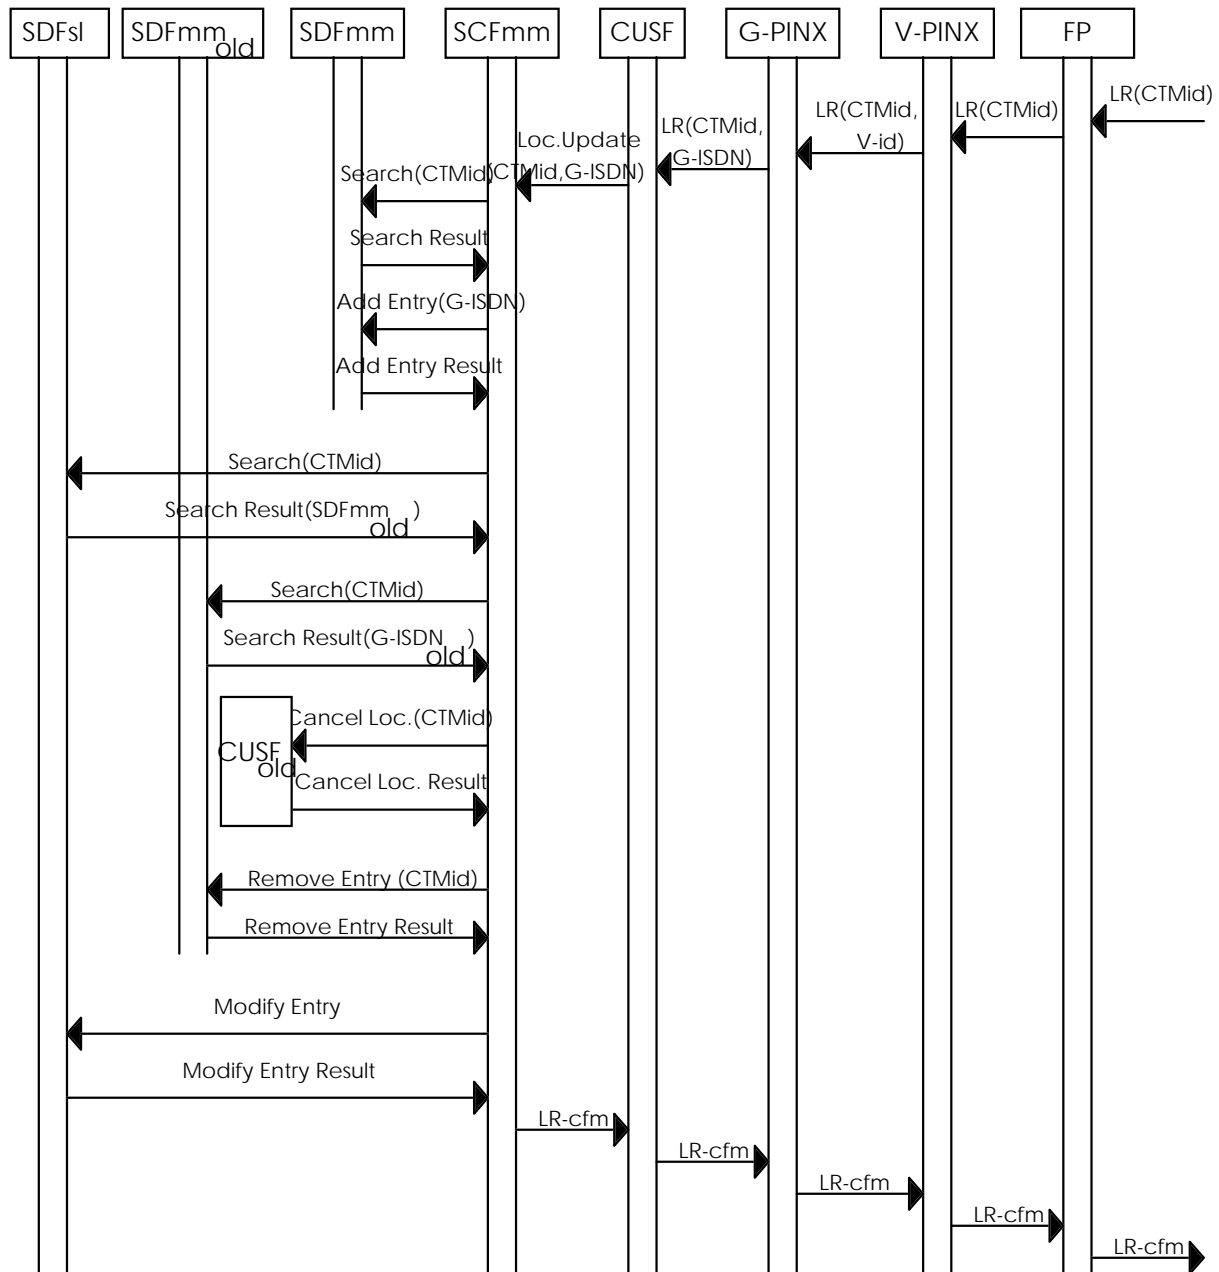 SDFsl
SDFmm old
SDFmm
SCFmm
CUSF
G-PINX
V-PINX
FP
LR(CTMid)
LR(CTMid)
LR(CTMid,
V-id)
LR(CTMid,
G-ISDN)
Loc.Update
(CTMid,G-ISDN)
Search(CTMid)
Search Result
Add Entry(G-ISDN)
Add Entry Result
Search(CTMid)
Search Result(SDFmm old )
Search(CTMid)
Search Result(G-ISDN old )
Cancel Loc.(CTMid)
CUSF old
Cancel Loc. Result
Remove Entry (CTMid)
Remove Entry Result
Modify Entry
Modify Entry Result
LR-cfm
LR-cfm
LR-cfm
LR-cfm
LR-cfm